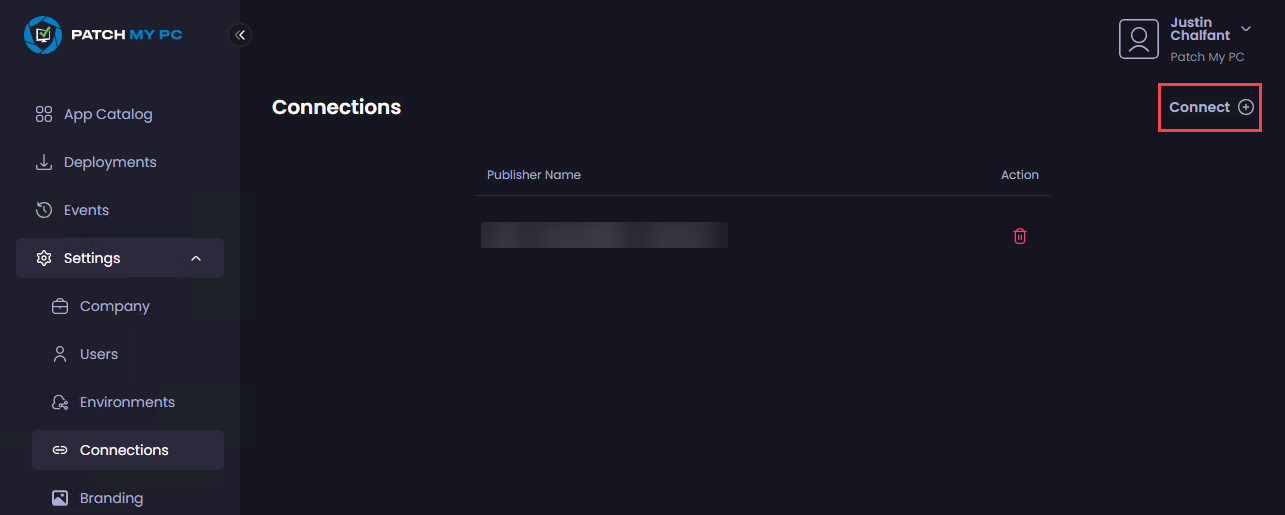 PATCH MY PC
Justin
Chalfant
Patch My PC
App Catalog
Deployments
Events
Settings
Company
Users
Environments
Connections
Branding
Connections
Connect
Publisher Name
Action